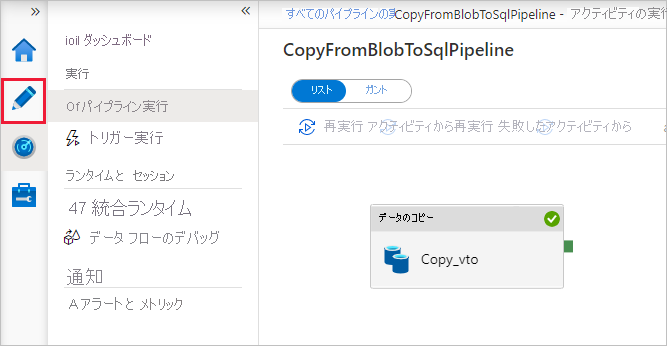 » «
すべてのパイプラインの実CopyFromBlobToSqlPipeline - アクティビティの実行
ioil ダッシュボード
実行
Ofパイプライン実行
トリガー実行
ランタイムと セッション
47 統合ランタイム
データ フローのデバッグ
通知
Aアラートと メトリック
CopyFromBlobToSqlPipeline
リスト ガント
再実行 アクティビティから再実行 失敗したアクティビティから
データのコピー
Copy_vto